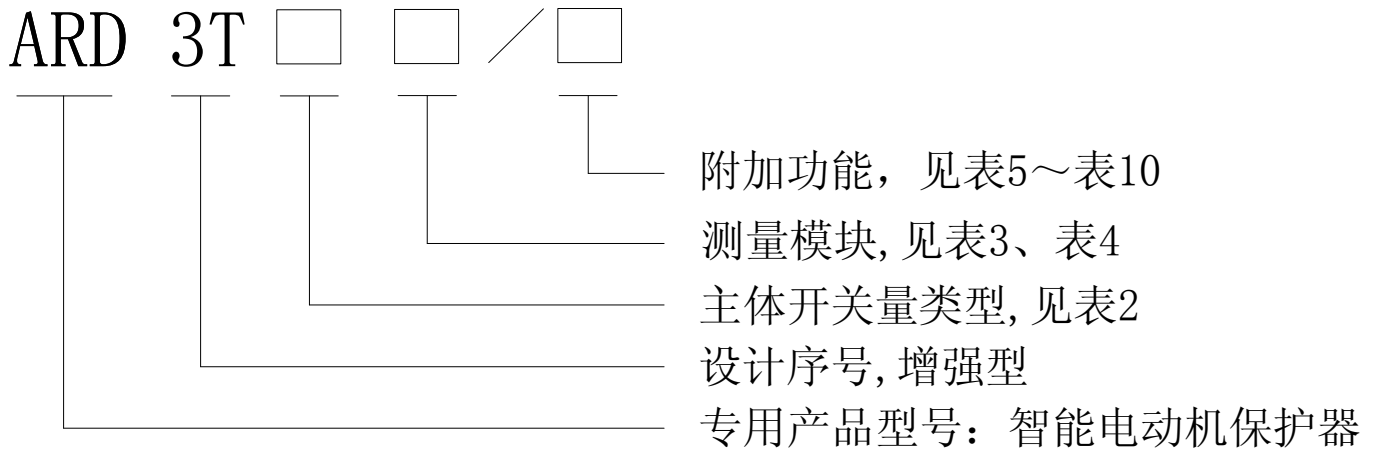 ARD 3T□ □／□
附加功能，见表5～表10
测量模块,见表3、表4
主体开关量类型,见表2
设计序号,增强型
专用产品型号：智能电动机保护器